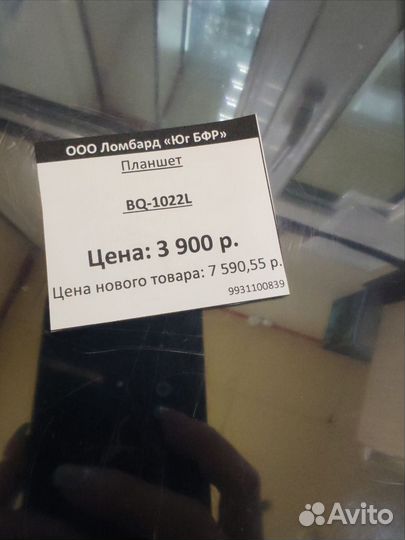 ООО Ломбард «Юг БФР»
Планшет
BQ-1022L
Цена: 3 900 р.
Цена нового товара: 7 590,55 р.
9931100839
Avito